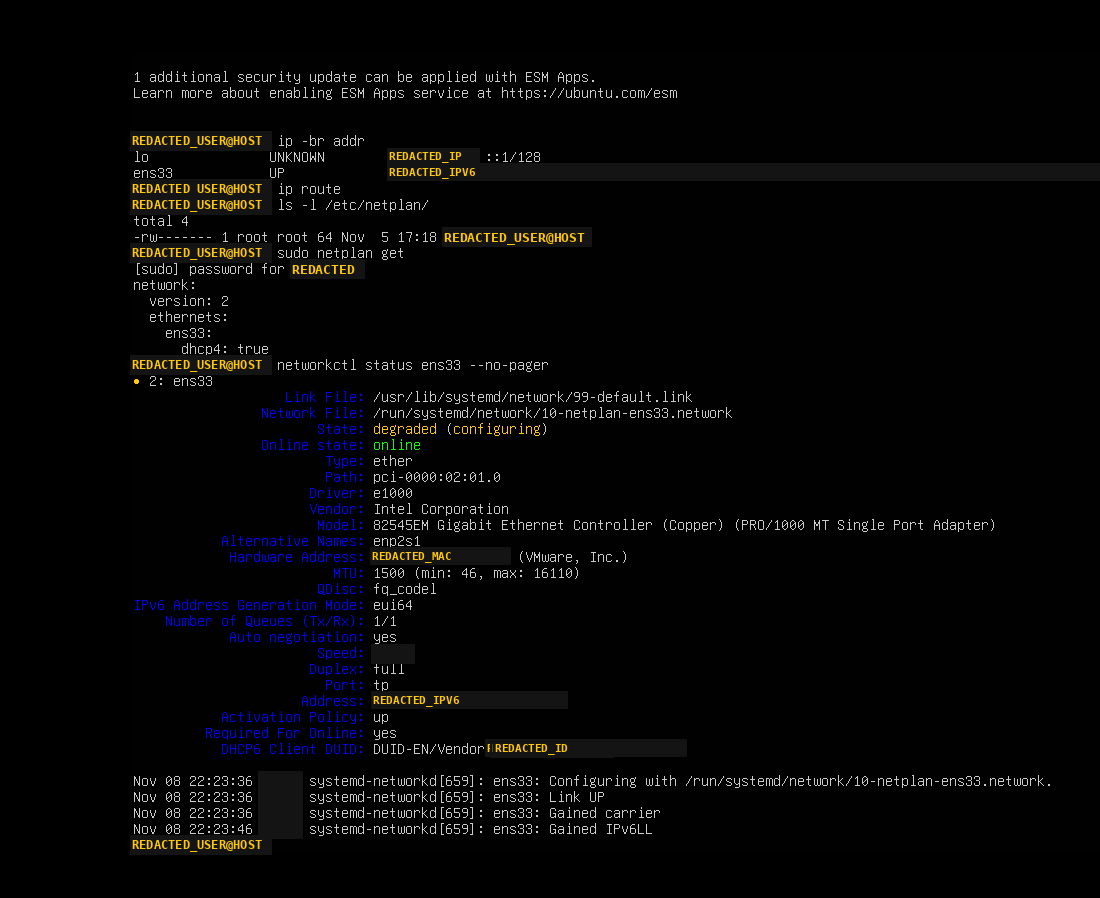 1 additional security update can be applied with ESM Apps.
Learn more about enabling ESM Apps service at https://ubuntu.com/esm
REDACTED_USER@HOST ip -br addr
lo UNKNOWN REDACTED_IP ::1/128
ens33 UP REDACTED_IPV6
REDACTED USER@HOST ip route
REDACTED_USER@HOST ls -l /etc/netplan/
total 4
-rw------- 1 root root 64 Nov 5 17:18 REDACTED_USER@HOST
REDACTED_USER@HOST sudo netplan get
[sudo] password for REDACTED
network:
version: 2
ethernets:
ens33:
dhcp4: true
REDACTED_USER@HOST networkctl status ens33 --no-pager
● 2: ens33
Link File: /usr/lib/systemd/network/99-default.link
Network File: /run/systemd/network/10-netplan-ens33.network
State: degraded (configuring)
Online state: online
Type: ether
Path: pci-0000:02:01.0
Driver: e1000
Vendor: Intel Corporation
Model: 82545EM Gigabit Ethernet Controller (Copper) (PRO/1000 MT Single Port Adapter)
Alternative Names: enp2s1
Hardware Address: REDACTED_MAC (VMware, Inc.)
MTU: 1500 (min: 46, max: 16110)
QDisc: fq_codel
IPv6 Address Generation Mode: eui64
Number of Queues (Tx/Rx): 1/1
Auto negotiation: yes
Speed:
Duplex: full
Port: tp
Address: REDACTED_IPV6
Activation Policy: up
Required For Online: yes
DHCP6 Client DUID: DUID-EN/Vendor REDACTED_ID
Nov 08 22:23:36 systemd-networkd[659]: ens33: Configuring with /run/systemd/network/10-netplan-ens33.network.
Nov 08 22:23:36 systemd-networkd[659]: ens33: Link UP
Nov 08 22:23:36 systemd-networkd[659]: ens33: Gained carrier
Nov 08 22:23:46 systemd-networkd[659]: ens33: Gained IPv6LL
REDACTED_USER@HOST